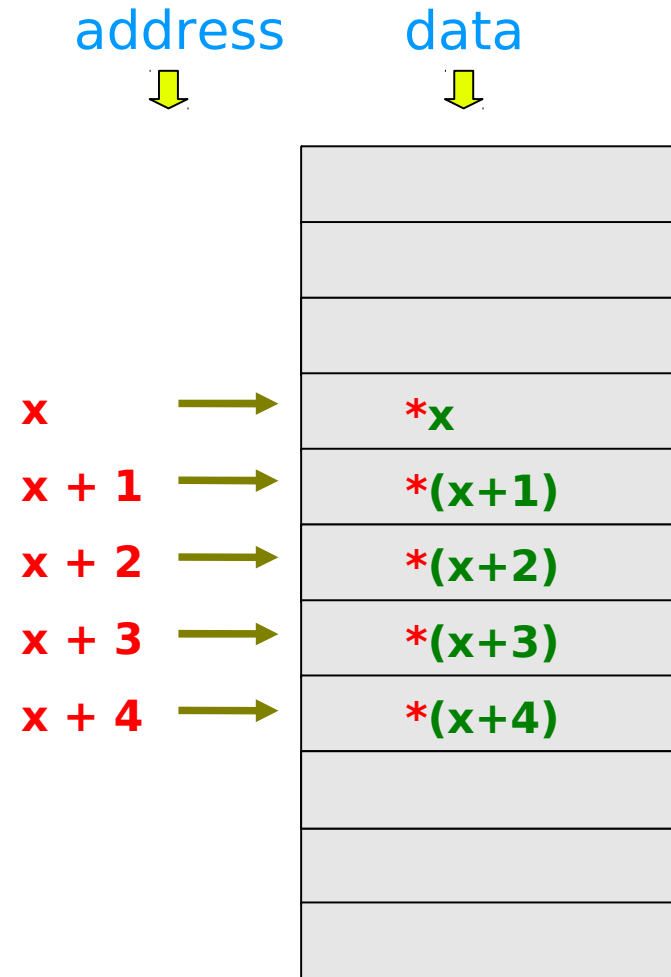 address data
x *x
x + 1 *(x+1)
x + 2 *(x+2)
x + 3 *(x+3)
x + 4 *(x+4)